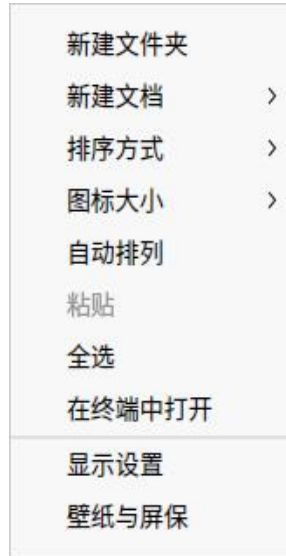 新建文件夹
新建文档
排序方式
图标大小
自动排列
粘贴
全选
在终端中打开
显示设置
壁纸与屏保